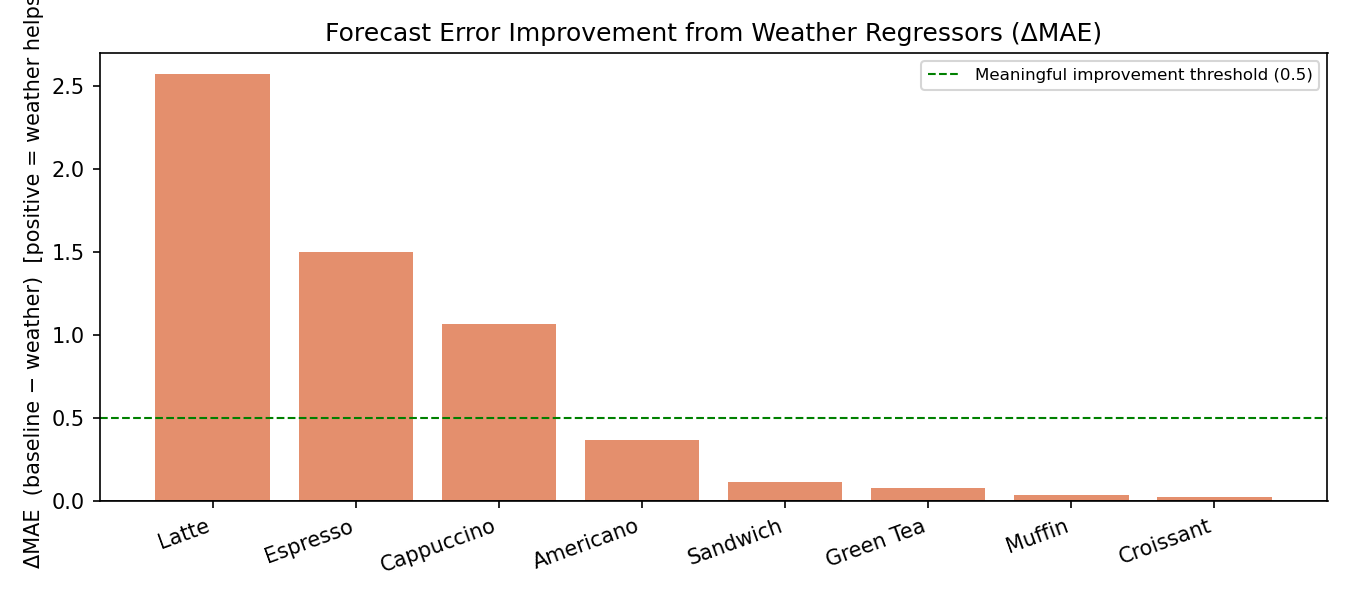 Forecast Error Improvement from Weather Regressors (ΔMAE)
ΔMAE (baseline − weather) [positive = weather helps
2.5
2.0
1.5
1.0
0.5
0.0
Meaningful improvement threshold (0.5)
Latte
Espresso
Cappuccino
Americano
Sandwich
Green Tea
Muffin
Croissant